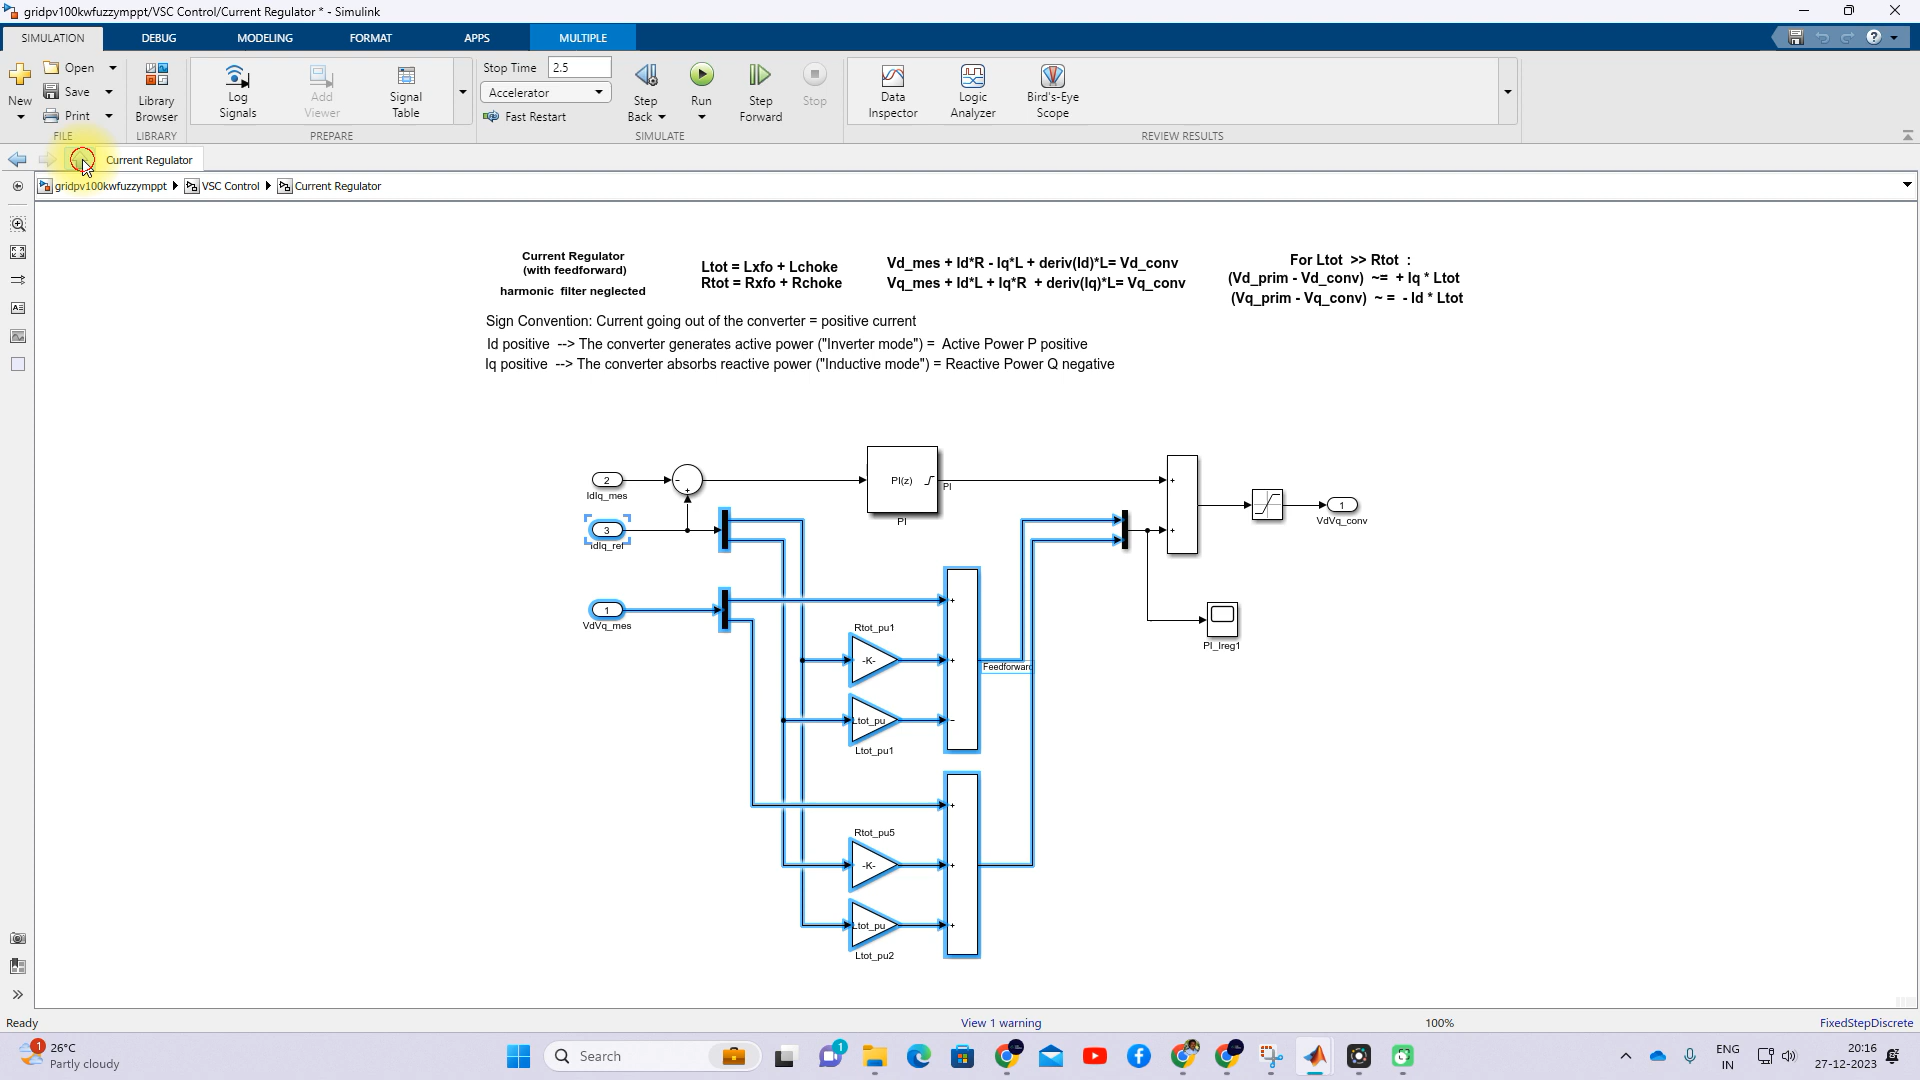 gridpv100kwfuzzymppt/VSC Control/Current Regulator * - Simulink
SIMULATION DEBUG MODELING FORMAT APPS MULTIPLE
New
Open
Save
Print
FILE
Library Browser
LIBRARY
Log Signals
Add Viewer
Signal Table
PREPARE
Stop Time 2.5
Accelerator
Fast Restart
Step Back
Run
Step Forward
Stop
SIMULATE
Data Inspector
Logic Analyzer
Bird's-Eye Scope
REVIEW RESULTS
Current Regulator
gridpv100kwfuzzymppt VSC Control Current Regulator
Current Regulator
(with feedforward)
harmonic filter neglected
Ltot = Lxfo + Lchoke
Rtot = Rxfo + Rchoke
Vd_mes + Id*R - Iq*L + deriv(Id)*L= Vd_conv
Vq_mes + Id*L + Iq*R + deriv(Iq)*L= Vq_conv
For Ltot >> Rtot :
(Vd_prim - Vd_conv) ~= + Iq * Ltot
(Vq_prim - Vq_conv) ~ = - Id * Ltot
Sign Convention: Current going out of the converter = positive current
Id positive --> The converter generates active power ("Inverter mode") = Active Power P positive
Iq positive --> The converter absorbs reactive power ("Inductive mode") = Reactive Power Q negative
2
IdIq_mes
PI(z)
PI
PI
3
IdIq_ref
1
VdVq_conv
1
VdVq_mes
Rtot_pu1
-K-
Feedforward
PI_Ireg1
Ltot_pu
Ltot_pu1
Rtot_pu5
-K-
Ltot_pu
Ltot_pu2
Ready
View 1 warning
100%
FixedStepDiscrete
1
26°C
Partly cloudy
Search
1
ENG
IN
20:16
27-12-2023